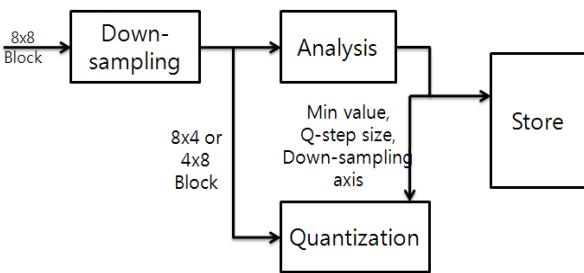 8x8
Block
Down-
sampling
Analysis
Min value,
Q-step size,
Down-sampling
axis
8x4 or
4x8
Block
Store
Quantization